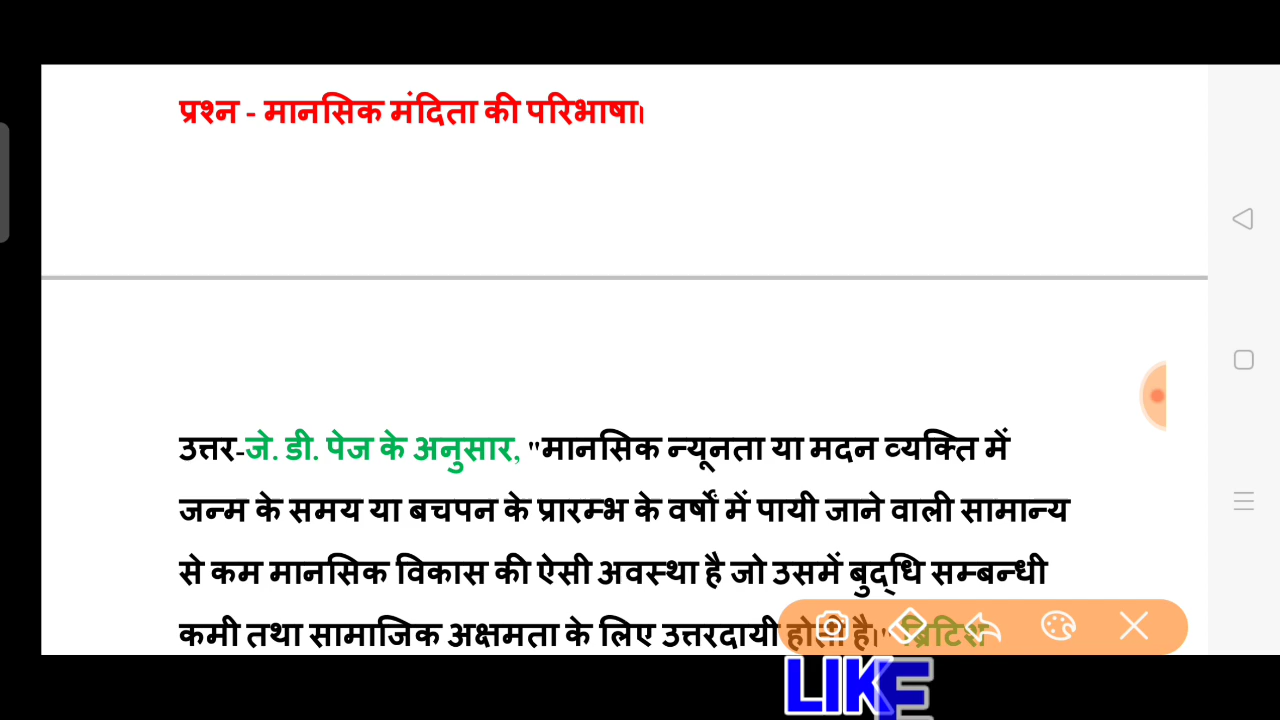 प्रश्न - मानसिक मंदिता की परिभाषा।
उत्तर-जे. डी. पेज के अनुसार, "मानसिक न्यूनता या मदन व्यक्ति में
जन्म के समय या बचपन के प्रारम्भ के वर्षों में पायी जाने वाली सामान्य
से कम मानसिक विकास की ऐसी अवस्था है जो उसमें बुद्धि सम्बन्धी
कमी तथा सामाजिक अक्षमता के लिए उत्तरदायी होती है।" ब्रिटिश
LIKE